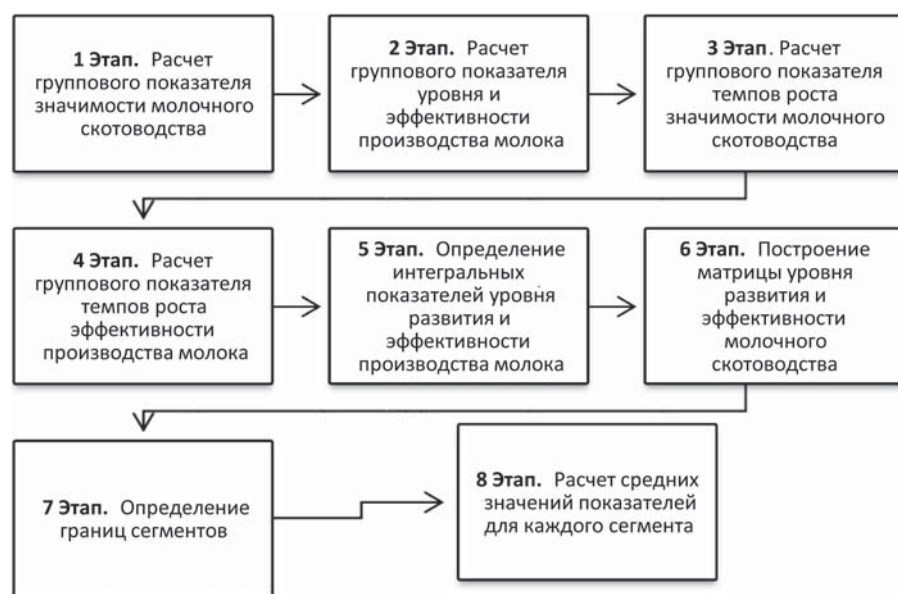 1 Этап. Расчет
группового показателя
значимости молочного
скотоводства
2 Этап. Расчет
группового показателя
уровня и
эффективности
производства молока
3 Этап. Расчет
группового показателя
темпов роста
значимости молочного
скотоводства
4 Этап. Расчет
группового показателя
темпов роста
эффективности
производства молока
5 Этап. Определение
интегральных
показателей уровня
развития и
эффективности
производства молока
6 Этап. Построение
матрицы уровня
развития и
эффективности
молочного
скотоводства
7 Этап. Определение
границ сегментов
8 Этап. Расчет средних
значений показателей
для каждого сегмента